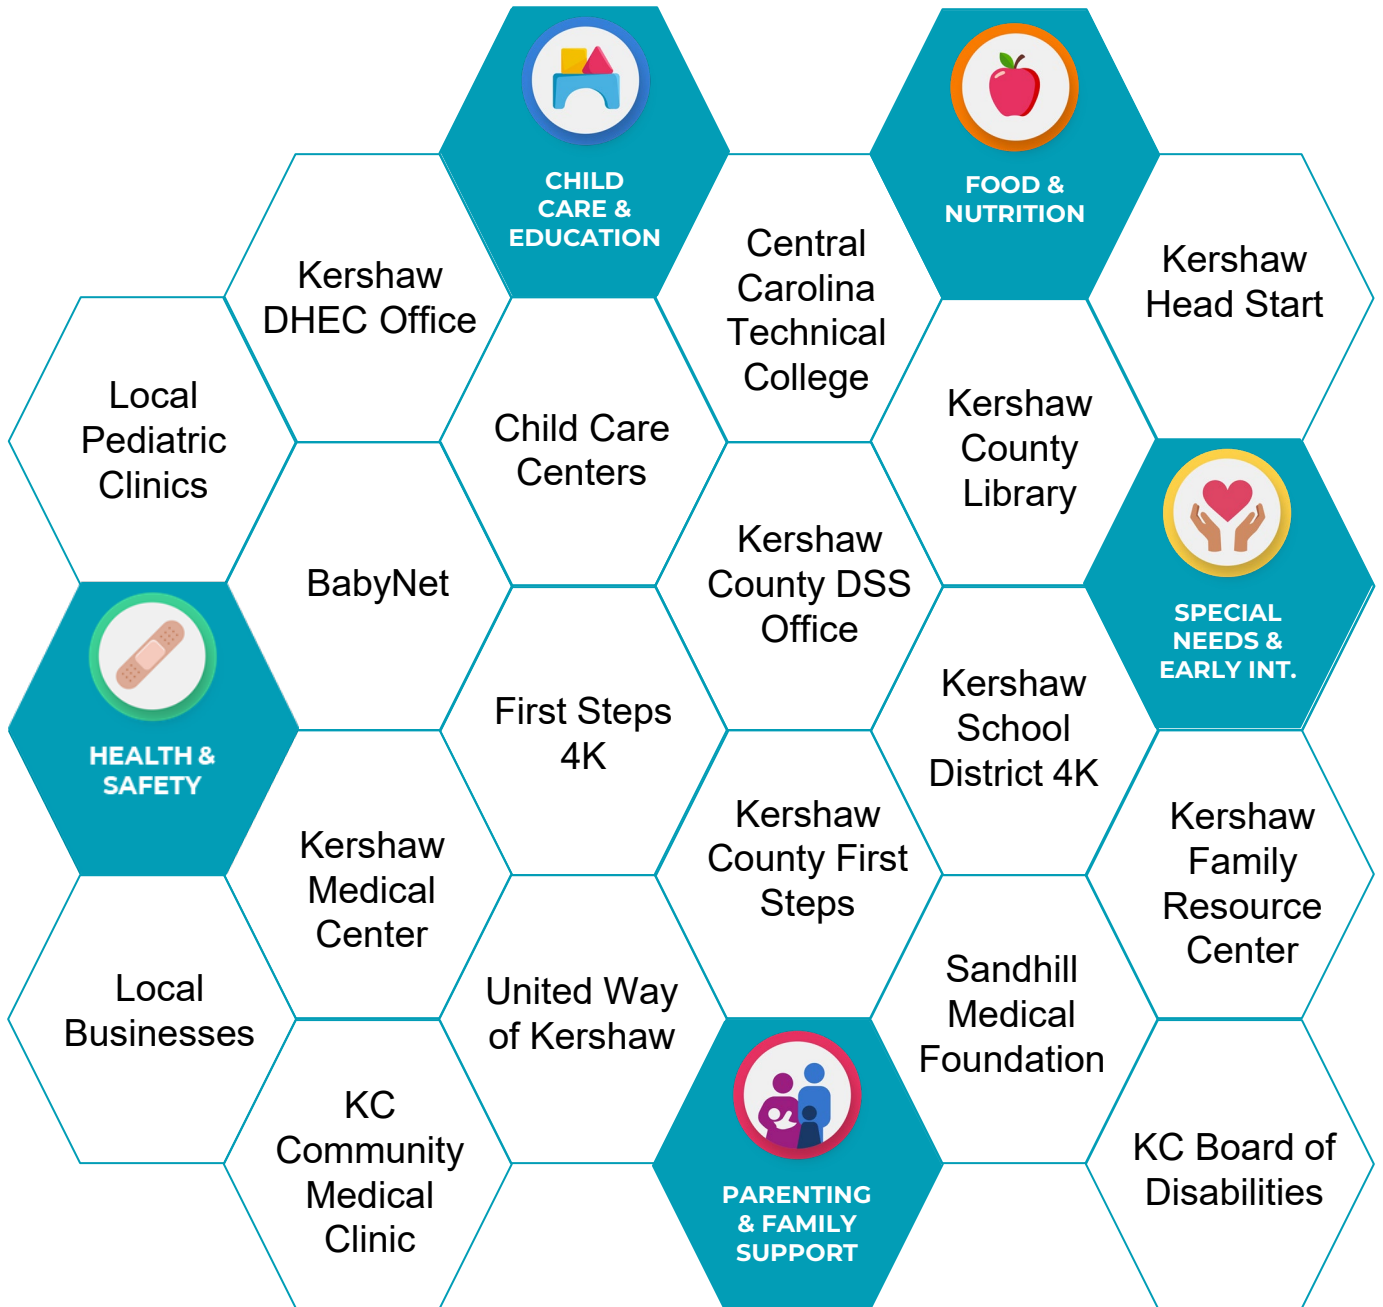 CHILD
CARE &
EDUCATION
FOOD &
NUTRITION
Kershaw
DHEC Office
Central
Carolina
Technical
College
Kershaw
Head Start
Local
Pediatric
Clinics
Child Care
Centers
Kershaw
County
Library
BabyNet
Kershaw
County DSS
Office
SPECIAL
NEEDS &
EARLY INT.
HEALTH &
SAFETY
First Steps
4K
Kershaw
School
District 4K
Kershaw
Medical
Center
Kershaw
County First
Steps
Kershaw
Family
Resource
Center
Local
Businesses
United Way
of Kershaw
Sandhill
Medical
Foundation
KC
Community
Medical
Clinic
PARENTING
& FAMILY
SUPPORT
KC Board of
Disabilities